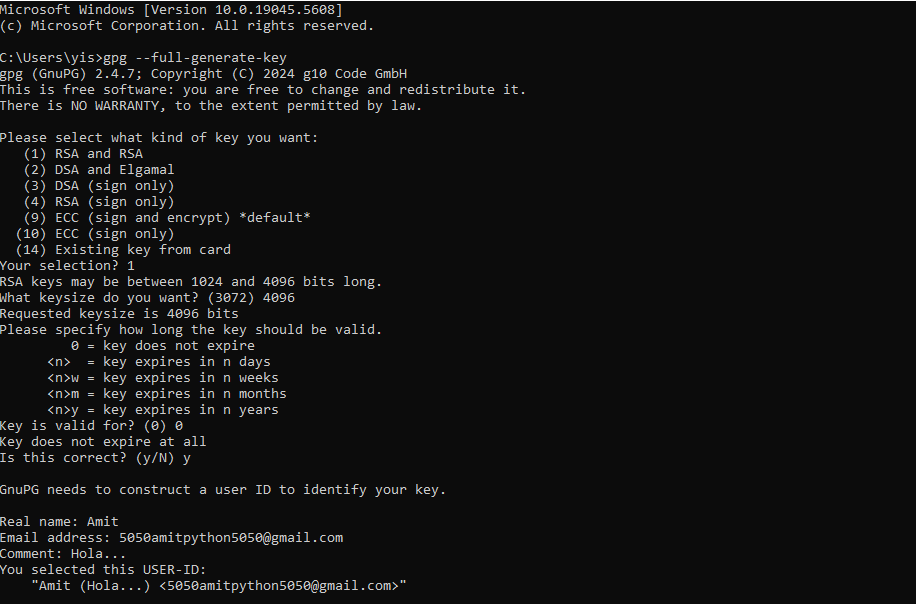 Microsoft Windows [Version 10.0.19045.5608]
(c) Microsoft Corporation. All rights reserved.
C:\Users\yis>gpg --full-generate-key
gpg (GnuPG) 2.4.7; Copyright (C) 2024 g10 Code GmbH
This is free software: you are free to change and redistribute it.
There is NO WARRANTY, to the extent permitted by law.
Please select what kind of key you want:
   (1) RSA and RSA
   (2) DSA and Elgamal
   (3) DSA (sign only)
   (4) RSA (sign only)
   (9) ECC (sign and encrypt) *default*
  (10) ECC (sign only)
  (14) Existing key from card
Your selection? 1
RSA keys may be between 1024 and 4096 bits long.
What keysize do you want? (3072) 4096
Requested keysize is 4096 bits
Please specify how long the key should be valid.
         0 = key does not expire
      <n>  = key expires in n days
      <n>w = key expires in n weeks
      <n>m = key expires in n months
      <n>y = key expires in n years
Key is valid for? (0) 0
Key does not expire at all
Is this correct? (y/N) y
GnuPG needs to construct a user ID to identify your key.
Real name: Amit
Email address: 5050amitpython5050@gmail.com
Comment: Hola...
You selected this USER-ID:
    "Amit (Hola...) <5050amitpython5050@gmail.com>"